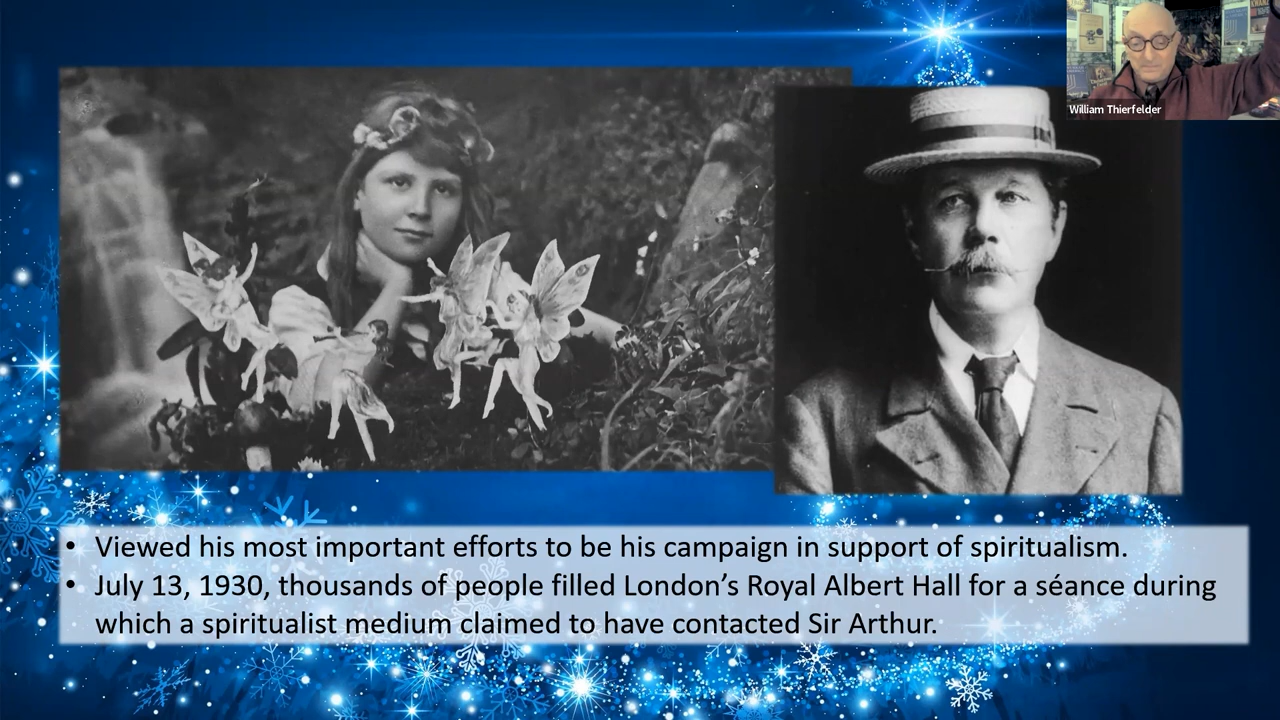 William Thierfelder
• Viewed his most important efforts to be his campaign in support of spiritualism.
• July 13, 1930, thousands of people filled London’s Royal Albert Hall for a séance during
which a spiritualist medium claimed to have contacted Sir Arthur.